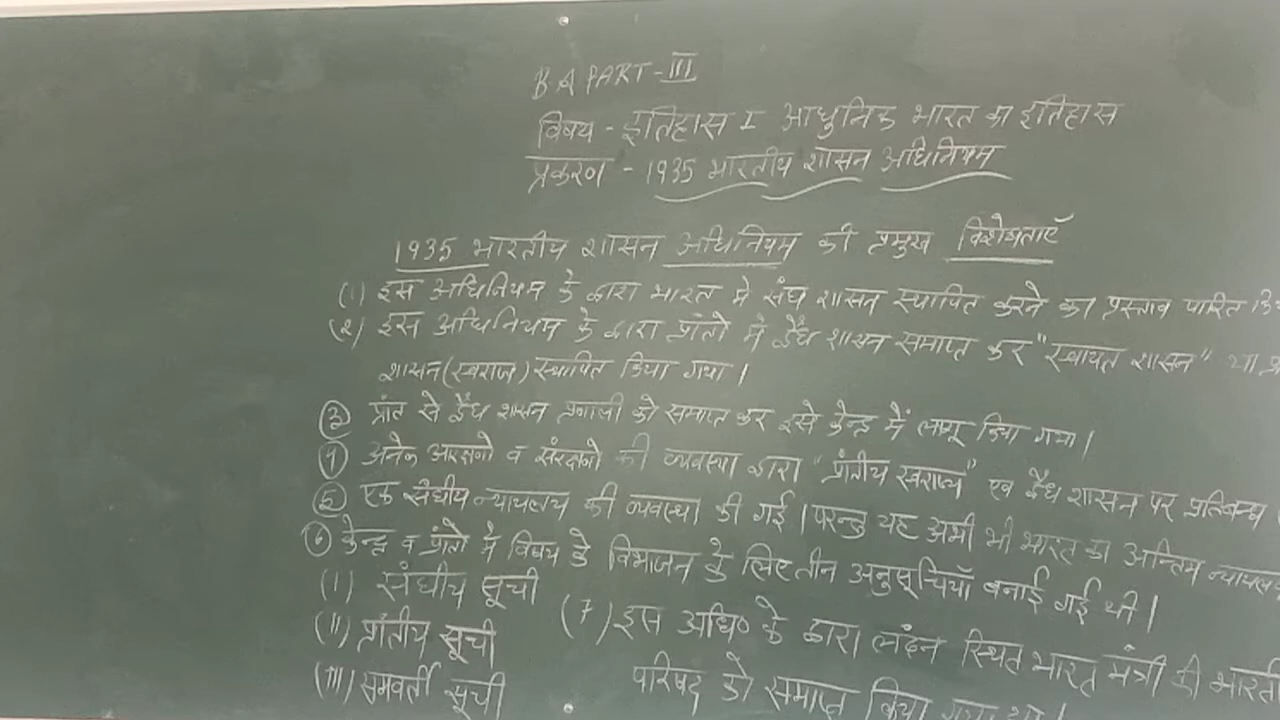 B.A PART-III
विषय - इतिहास I आधुनिक भारत का इतिहास
प्रकरण - 1935 भारतीय शासन अधिनियम
1935 भारतीय शासन अधिनियम की प्रमुख विशेषताएँ
(1) इस अधिनियम के द्वारा भारत मे संघ शासन स्थापित करने का प्रस्ताव पारित कि
(2) इस अधिनियम के द्वारा प्रांतो मे द्वैध शासन समाप्त कर "स्वायत शासन" या प्र
शासन (स्वराज) स्थापित किया गया।
(3) प्रांत से द्वैध शासन प्रणाली को समाप्त कर इसे केन्द्र में लागू किया गया।
(4) अनेक आरक्षणो व संरक्षणो की व्यवस्था द्वारा "प्रांतीय स्वराज्य" एव द्वैध शासन पर प्रतिबन्ध
(5) एक संघीय न्यायलय की व्यवस्था की गई। परन्तु यह अभी भी भारत का अन्तिम न्यायल
(6) केन्द्र व प्रांतो मे विषय के विभाजन के लिए तीन अनुसूचियाँ बनाई गई थी।
(I) संघीय सूची
(II) प्रांतीय सूची
(III) समवर्ती सूची
(7) इस अधि० के द्वारा लंदन स्थित भारत मंत्री की भारती
परिषद को समाप्त किया गया था।